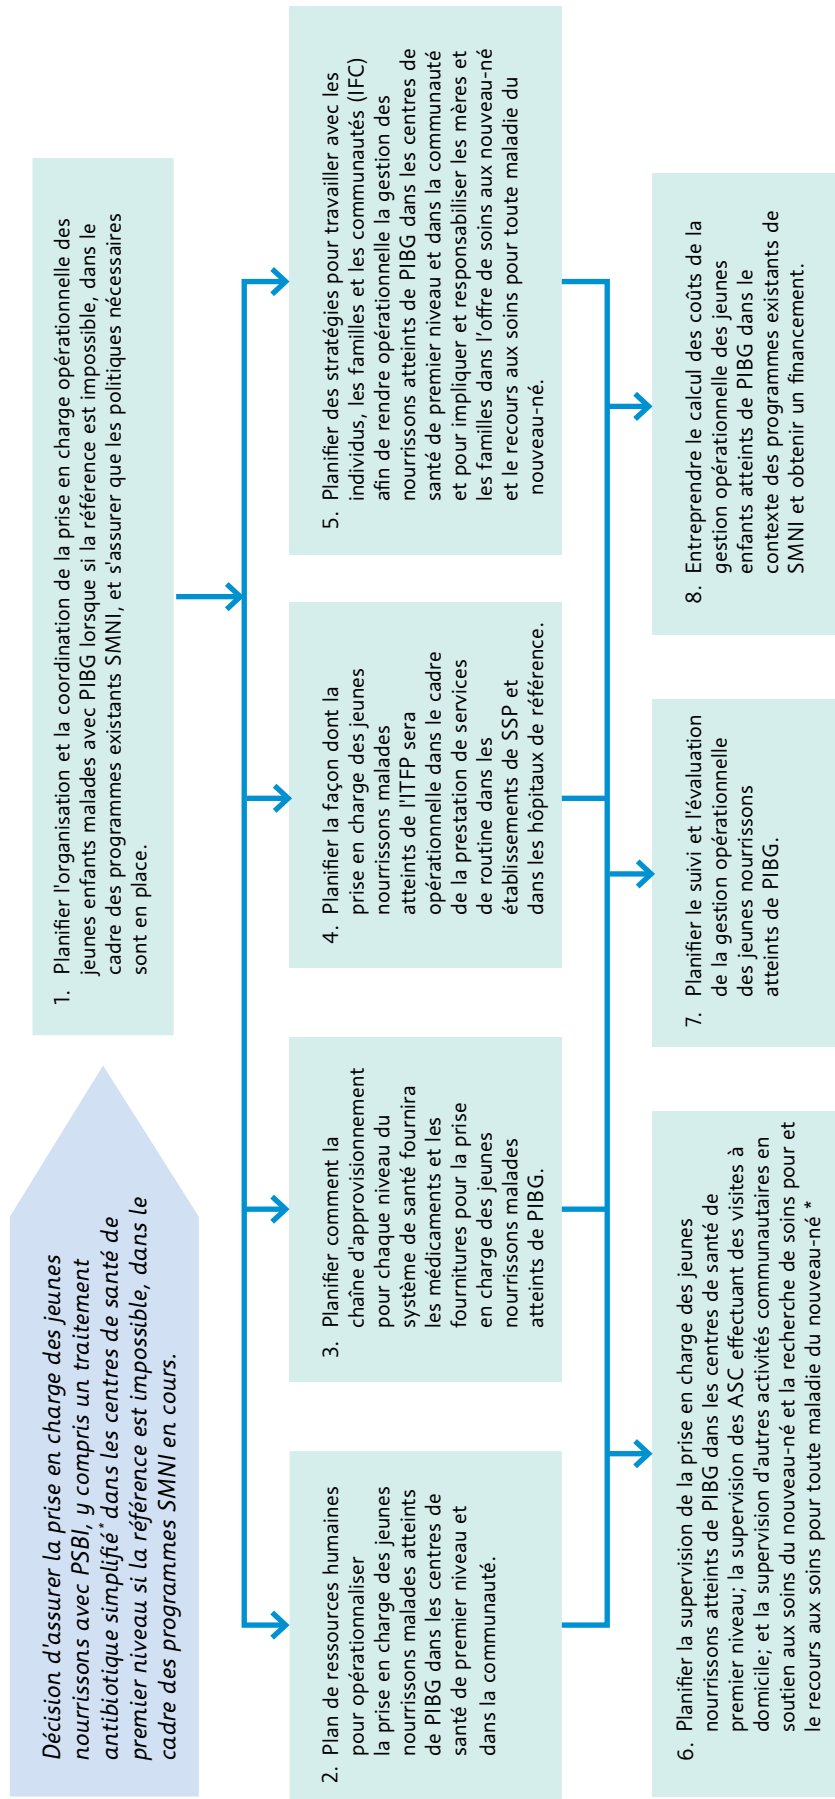 Décision d'assurer la prise en charge des jeunes
nourrissons avec PSBI, y compris un traitement
antibiotique simplifié* dans les centres de santé de
premier niveau si la référence est impossible, dans le
cadre des programmes SMNI en cours.
1. Planifier l'organisation et la coordination de la prise en charge opérationnelle des
jeunes enfants malades avec PIBG lorsque si la référence est impossible, dans le
cadre des programmes existants SMNI, et s'assurer que les politiques nécessaires
sont en place.
2. Plan de ressources humaines
pour opérationnaliser
la prise en charge des jeunes
nourrissons malades atteints
de PIBG dans les centres de
santé de premier niveau et
dans la communauté.
3. Planifier comment la
chaîne d'approvisionnement
pour chaque niveau du
système de santé fournira
les médicaments et les
fournitures pour la prise
en charge des jeunes
nourrissons malades
atteints de PIBG.
4. Planifier la façon dont la
prise en charge des jeunes
nourrissons malades
atteints de l'ITFP sera
opérationnelle dans le cadre
de la prestation de services
de routine dans les
établissements de SSP et
dans les hôpitaux de référence.
5. Planifier des stratégies pour travailler avec les
individus, les familles et les communautés (IFC)
afin de rendre opérationnelle la gestion des
nourrissons atteints de PIBG dans les centres de
santé de premier niveau et dans la communauté
et pour impliquer et responsabiliser les mères et
les familles dans l'offre de soins aux nouveau-né
et le recours aux soins pour toute maladie du
nouveau-né.
6. Planifier la supervision de la prise en charge des jeunes
nourrissons atteints de PIBG dans les centres de santé de
premier niveau; la supervision des ASC effectuant des visites à
domicile; et la supervision d'autres activités communautaires en
soutien aux soins du nouveau-né et la recherche de soins pour et
le recours aux soins pour toute maladie du nouveau-né *
7. Planifier le suivi et l'évaluation
de la gestion opérationnelle
des jeunes nourrissons
atteints de PIBG.
8. Entreprendre le calcul des coûts de la
gestion opérationnelle des jeunes
enfants atteints de PIBG dans le
contexte des programmes existants de
SMNI et obtenir un financement.